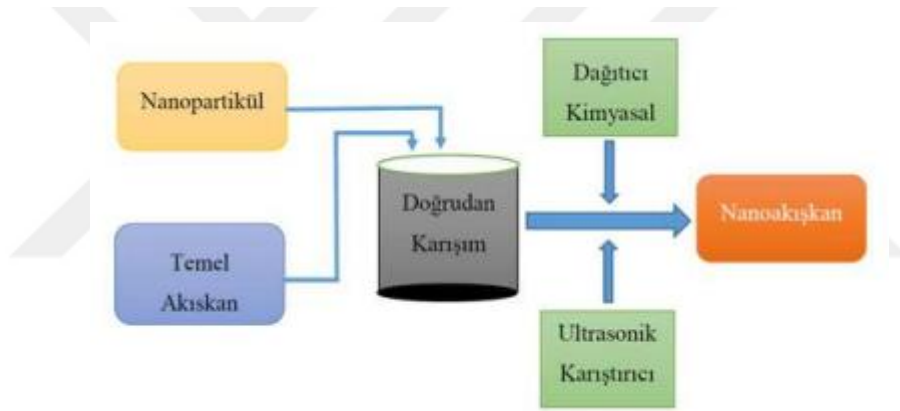 Nanopartikül
Temel
Akıskan
Doğrudan
Karışım
Dağıtıcı
Kimyasal
Ultrasonik
Karıştırıcı
Nanoakışkan